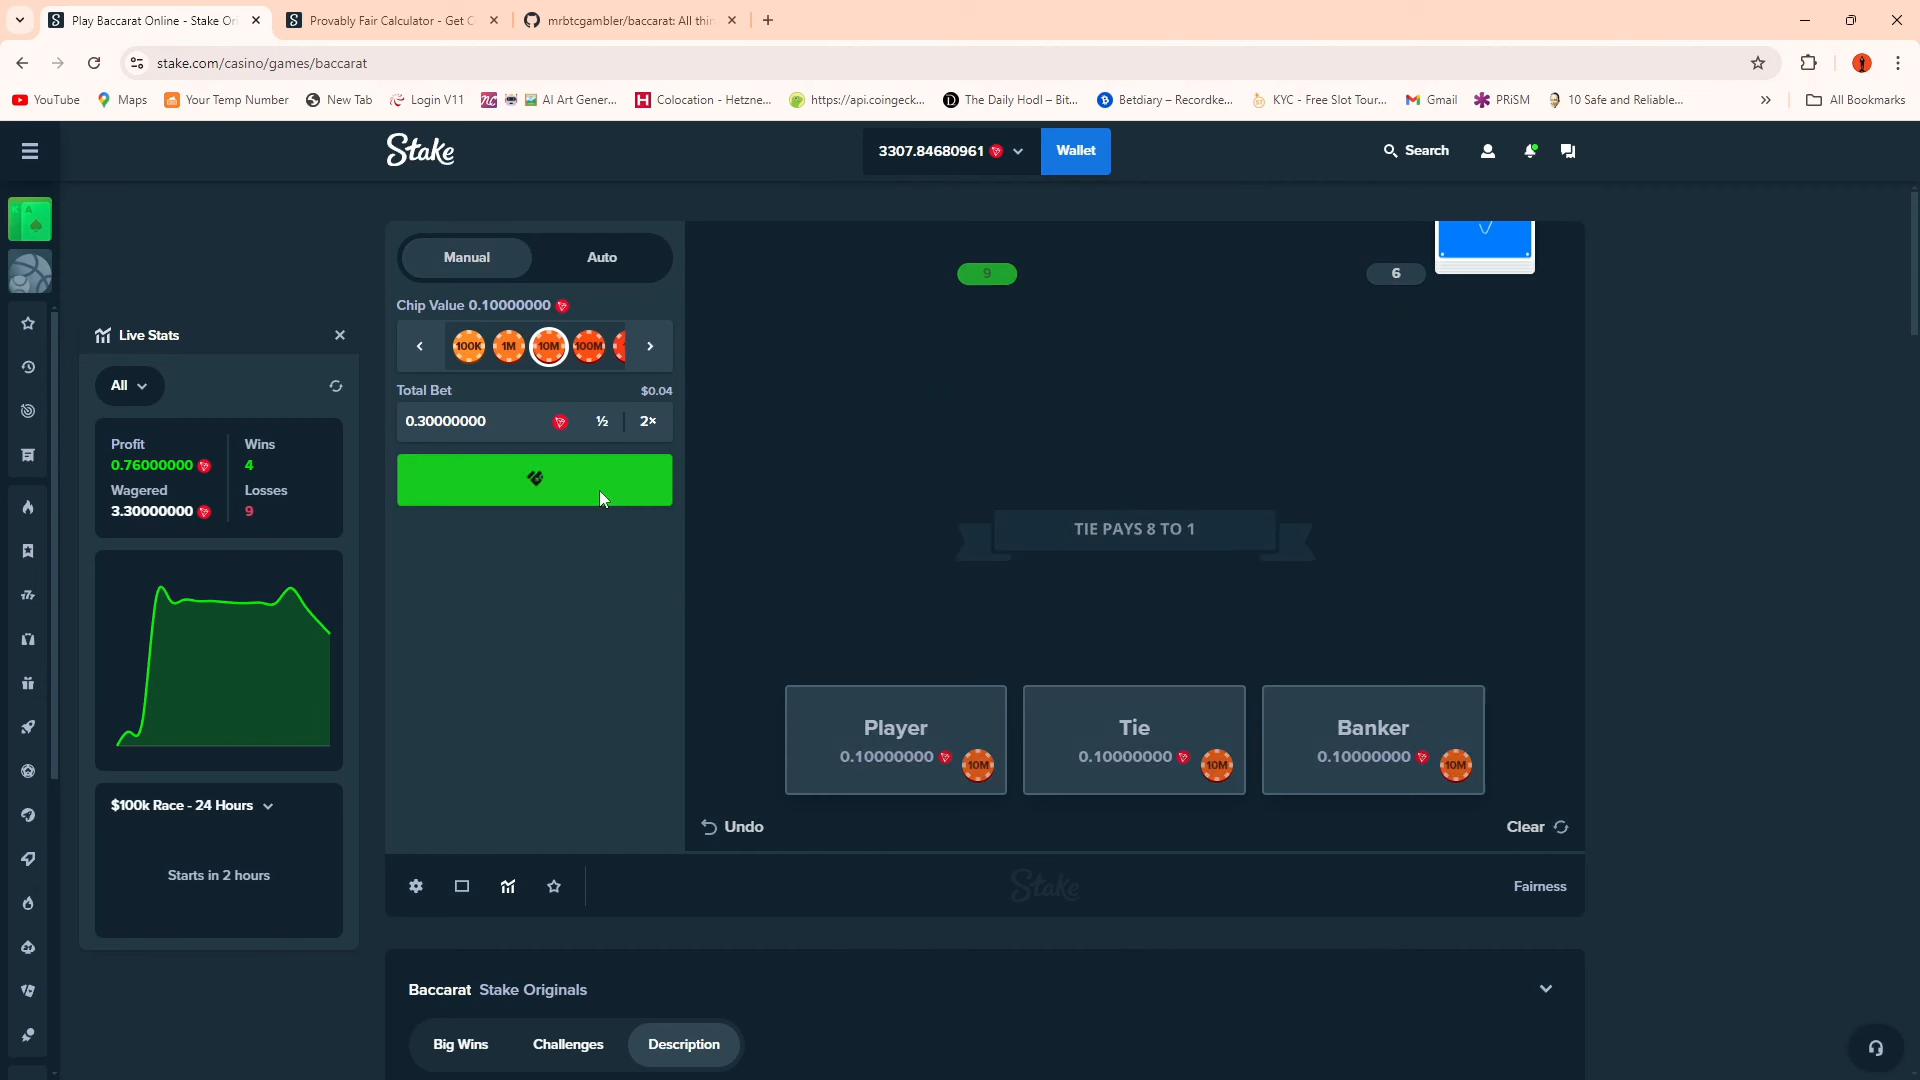 Play Baccarat Online - Stake Ori
Provably Fair Calculator - Get C
mrbtcgambler/baccarat: All thin
stake.com/casino/games/baccarat
YouTube
Maps
Your Temp Number
New Tab
Login V11
AI Art Gener...
Colocation - Hetzne...
https://api.coingeck...
The Daily Hodl – Bit...
Betdiary – Recordke...
KYC - Free Slot Tour...
Gmail
PRiSM
10 Safe and Reliable...
All Bookmarks
Stake
3307.84680961
Wallet
Search
Live Stats
All
Profit
0.76000000
Wagered
3.30000000
Wins
4
Losses
9
$100k Race - 24 Hours
Starts in 2 hours
Manual
Auto
Chip Value 0.10000000
100K
1M
10M
100M
Total Bet
$0.04
0.30000000
½
2×
9
6
TIE PAYS 8 TO 1
Player
0.10000000
10M
Tie
0.10000000
10M
Banker
0.10000000
10M
Undo
Clear
Stake
Fairness
Baccarat Stake Originals
Big Wins
Challenges
Description